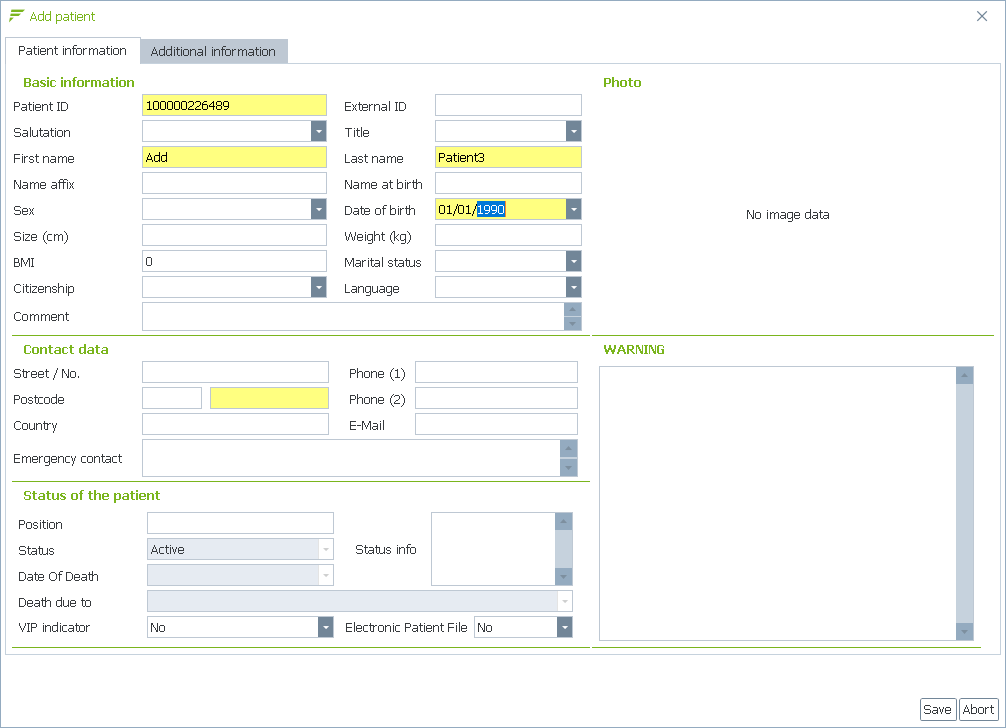 Add patient
Patient information Additional information
Basic information Photo
Patient ID 100000226489 External ID
Salutation Title
First name Add Last name Patient3
Name affix Name at birth
Sex Date of birth 01/01/1990
No image data
Size (cm) Weight (kg)
BMI 0 Marital status
Citizenship Language
Comment
Contact data WARNING
Street / No. Phone (1)
Postcode Phone (2)
Country E-Mail
Emergency contact
Status of the patient
Position
Status Active Status info
Date Of Death
Death due to
VIP indicator No Electronic Patient File No
Save Abort